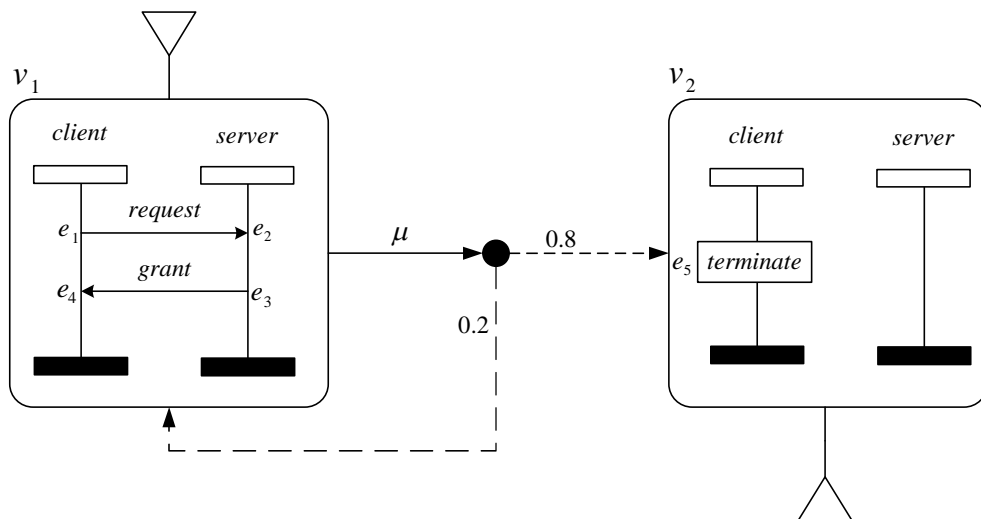 v₁
client
server
request
e₁
e₂
grant
e₄
e₃
μ
0.8
0.2
v₂
client
server
e₅
terminate